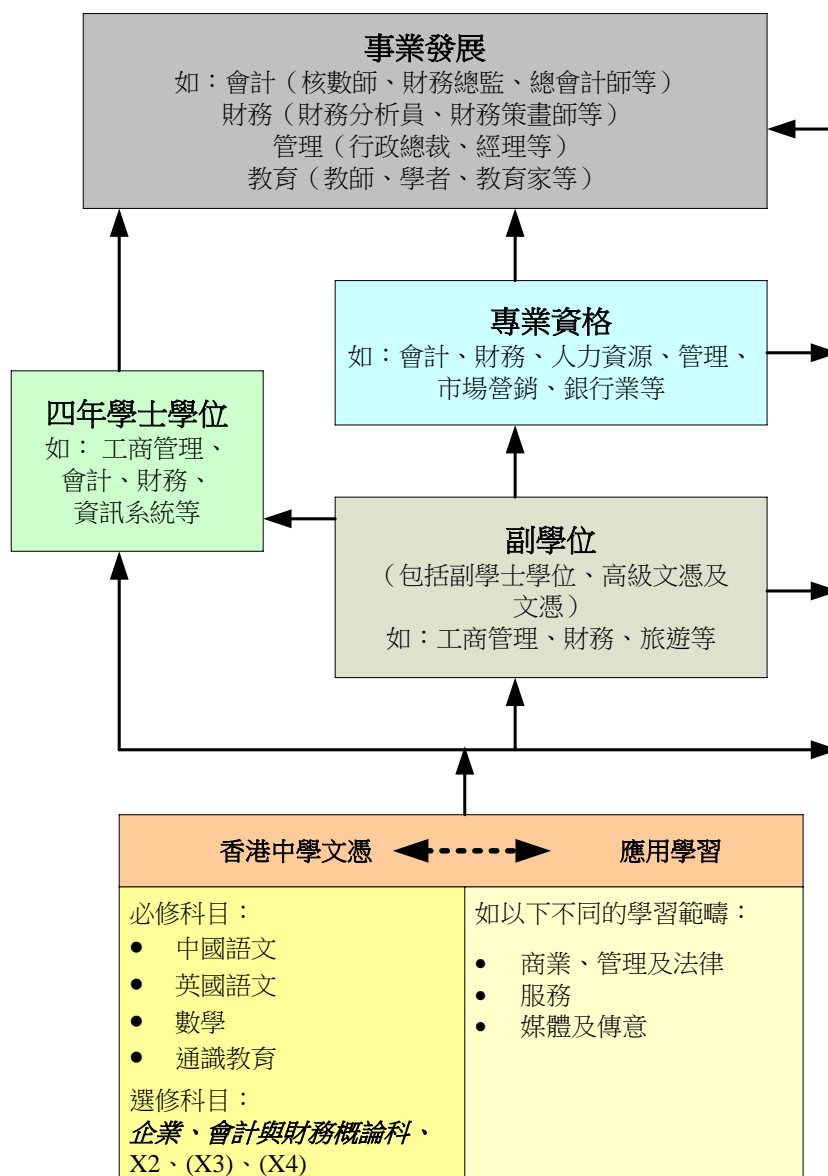 事業發展
如：會計（核數師、財務總監、總會計師等）
財務（財務分析員、財務策畫師等）
管理（行政總裁、經理等）
教育（教師、學者、教育家等）
專業資格
如：會計、財務、人力資源、管理、
市場營銷、銀行業等
四年學士學位
如： 工商管理、
會計、財務、
資訊系統等
副學位
（包括副學士學位、高級文憑及
文憑）
如：工商管理、財務、旅遊等
香港中學文憑
應用學習
必修科目：
• 中國語文
• 英國語文
• 數學
• 通識教育
選修科目：
企業、會計與財務概論科、
X2、(X3)、(X4)
如以下不同的學習範疇：
• 商業、管理及法律
• 服務
• 媒體及傳意